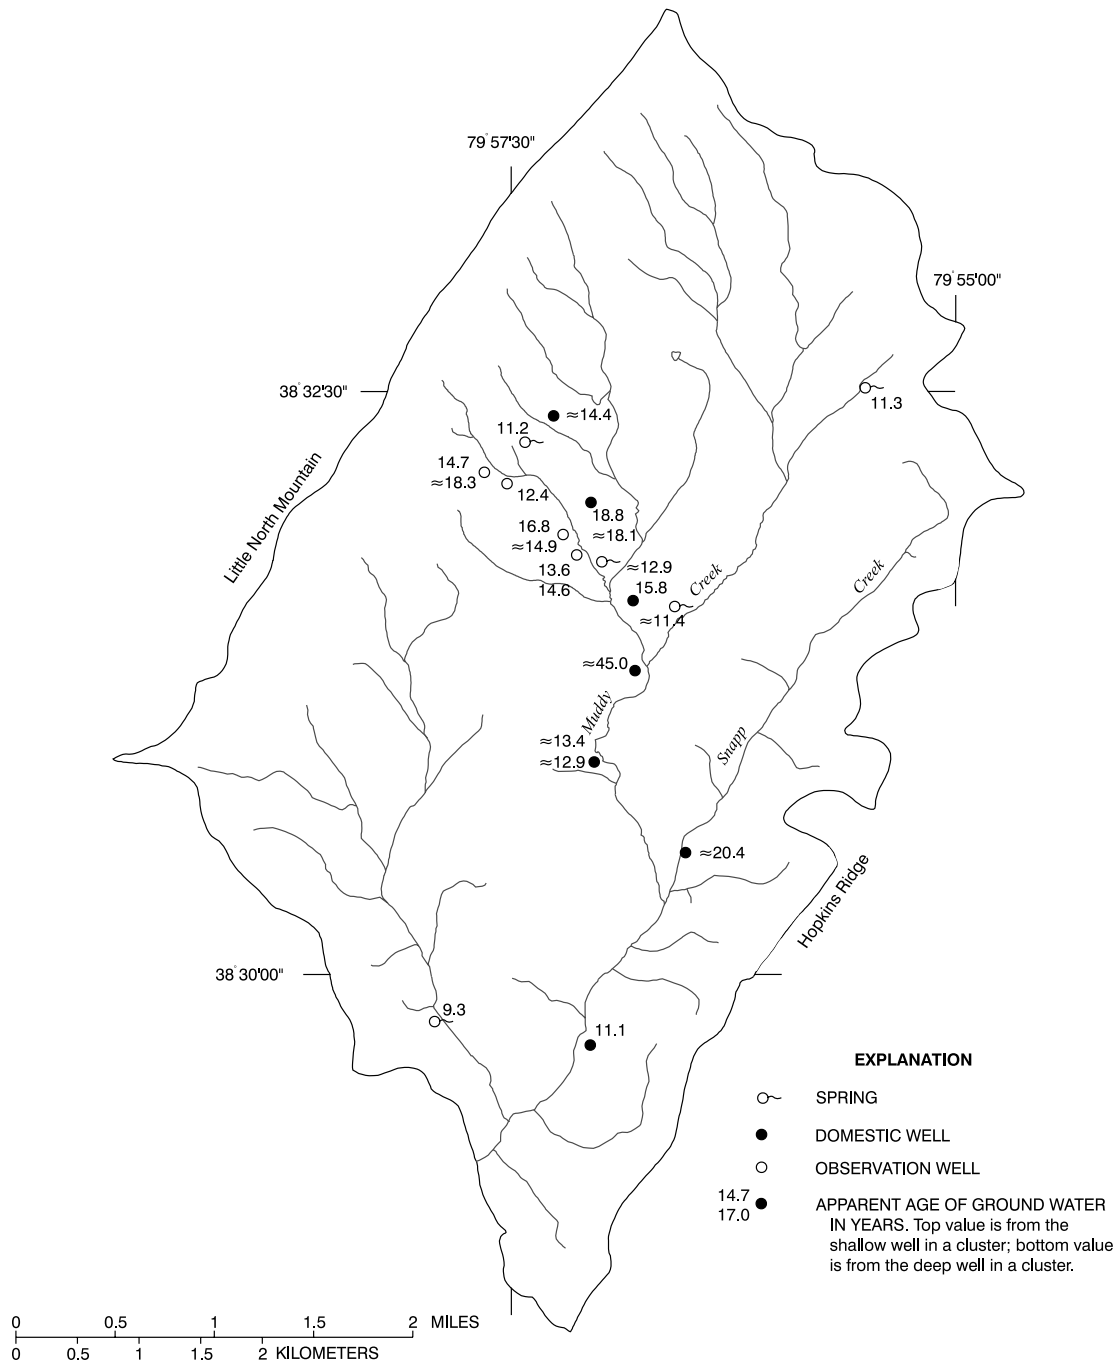 79°57'30"
79°55'00"
38°32'30"
11.3
≈14.4
11.2
14.7
≈18.3
12.4
Little North Mountain
18.8
≈18.1
16.8
≈14.9
13.6
14.6
≈12.9
15.8
≈11.4
Creek
Creek
≈45.0
Muddy
Snapp
≈13.4
≈12.9
≈20.4
Hopkins Ridge
38°30'00"
9.3
11.1
EXPLANATION
SPRING
DOMESTIC WELL
OBSERVATION WELL
14.7
17.0
APPARENT AGE OF GROUND WATER
IN YEARS. Top value is from the
shallow well in a cluster; bottom value
is from the deep well in a cluster.
0 0.5 1 1.5 2 MILES
0 0.5 1 1.5 2 KILOMETERS